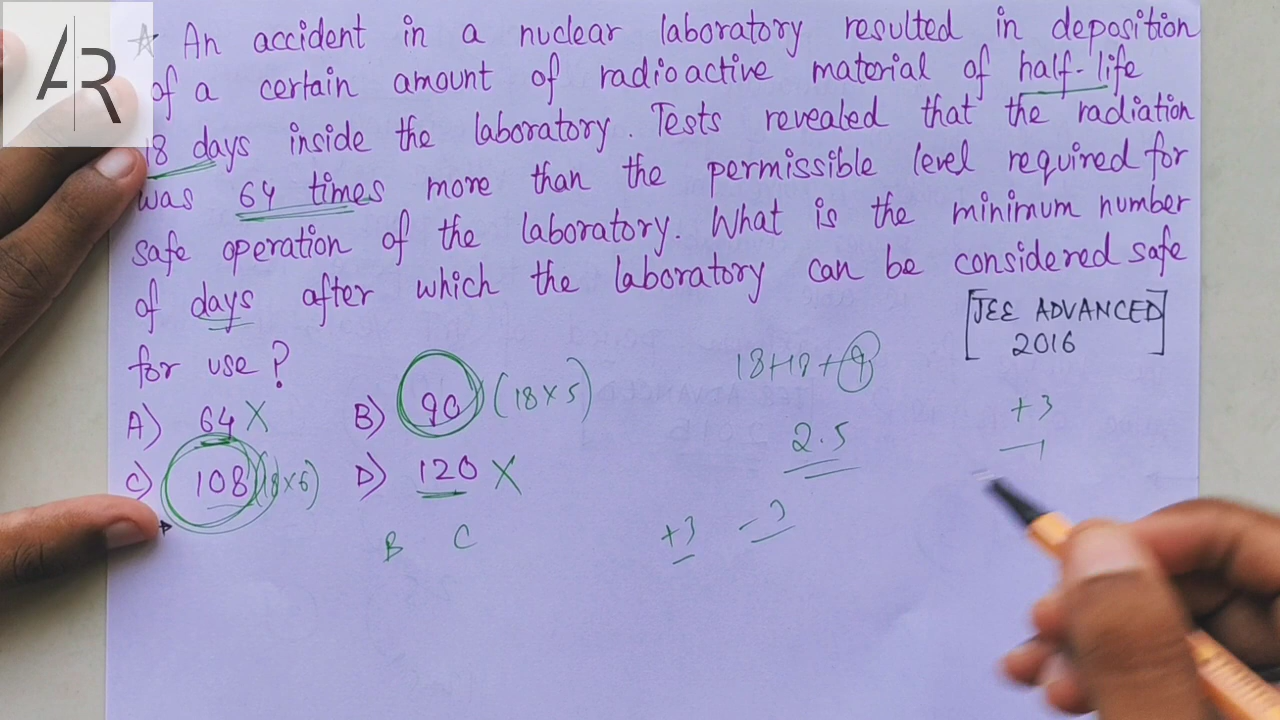 AR
An accident in a nuclear laboratory resulted in deposition
of a certain amount of radioactive material of half-life
18 days inside the laboratory. Tests revealed that the radiation
was 64 times more than the permissible level required for
safe operation of the laboratory. What is the minimum number
of days after which the laboratory can be considered safe
for use?
[JEE ADVANCED
2016]
18+18+9
A) 64 X B) 90 (18×5)
2.5
+3
-1
C) 108 (18×6) D) 120 X
B C
+3 -3